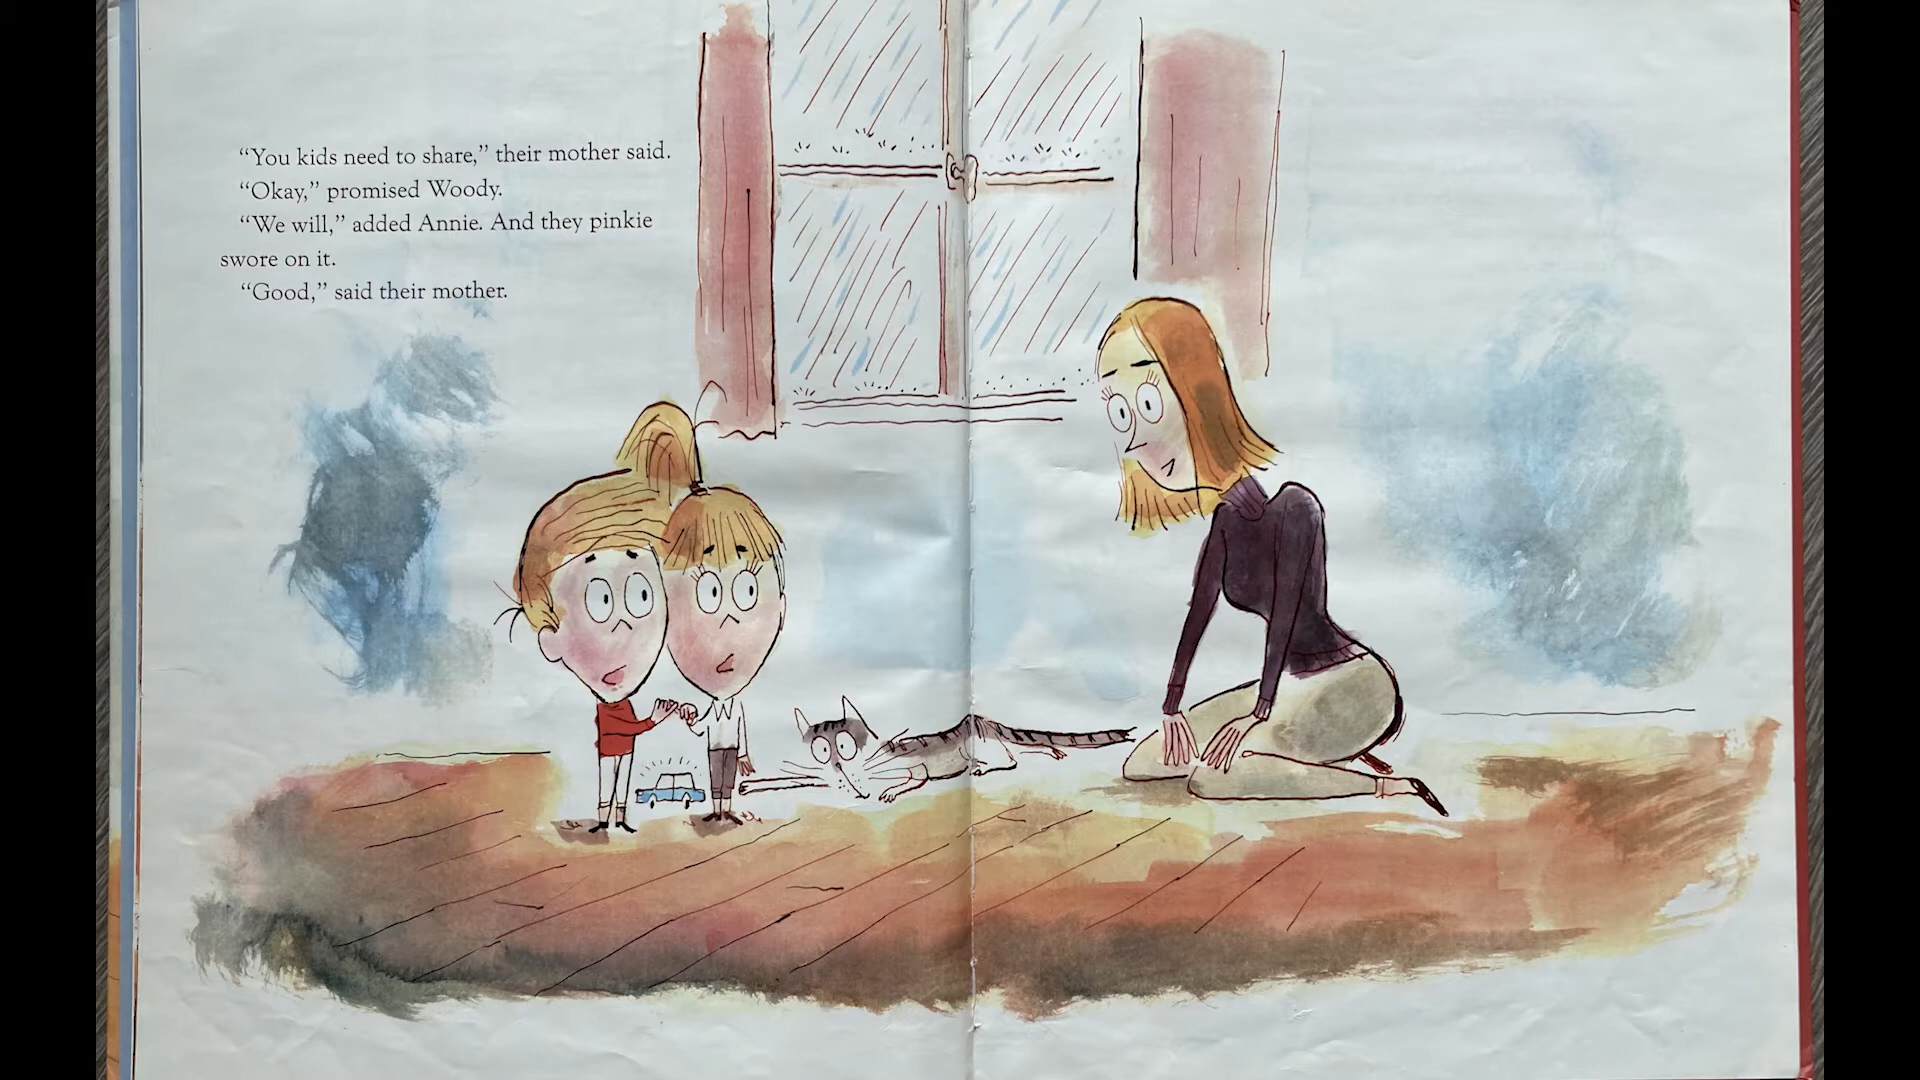 “You kids need to share,” their mother said.
“Okay,” promised Woody.
“We will,” added Annie. And they pinkie
swore on it.
“Good,” said their mother.